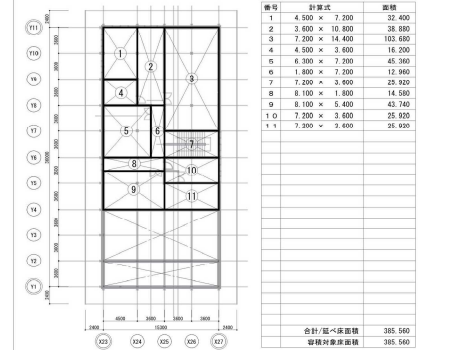 番号 計算式 面積
1 4.500 × 7.200 32.400
2 3.600 × 10.800 38.880
3 7.200 × 14.400 103.680
4 4.500 × 3.600 16.200
5 6.300 × 7.200 45.360
6 1.800 × 7.200 12.960
7 7.200 × 3.600 25.920
8 8.100 × 1.800 14.580
9 8.100 × 5.400 43.740
10 7.200 × 3.600 25.920
11 7.200 × 3.600 25.920
合計/延べ床面積 385.560
容積対象床面積 385.560
Y11
Y10
Y9
Y8
Y7
Y6
Y5
Y4
Y3
Y2
Y1
1
2
3
4
5
6
7
8
9
10
11
4500 3600 3600 3600
2400 15300 2400
X23 X24 X25 X26 X27